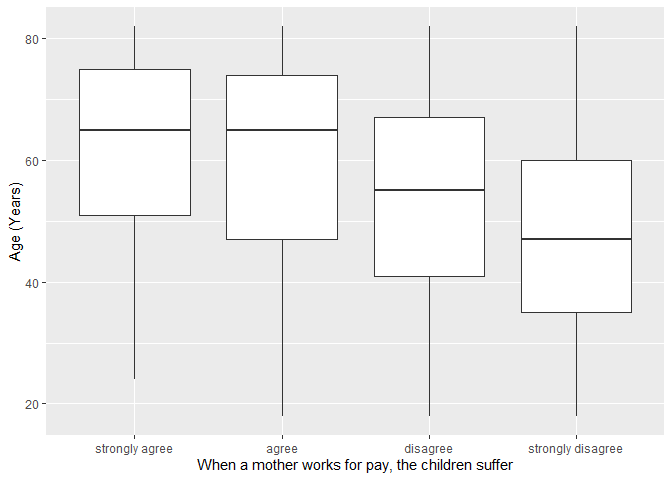 80
60
40
20
Age (Years)
strongly agree
agree
disagree
strongly disagree
When a mother works for pay, the children suffer